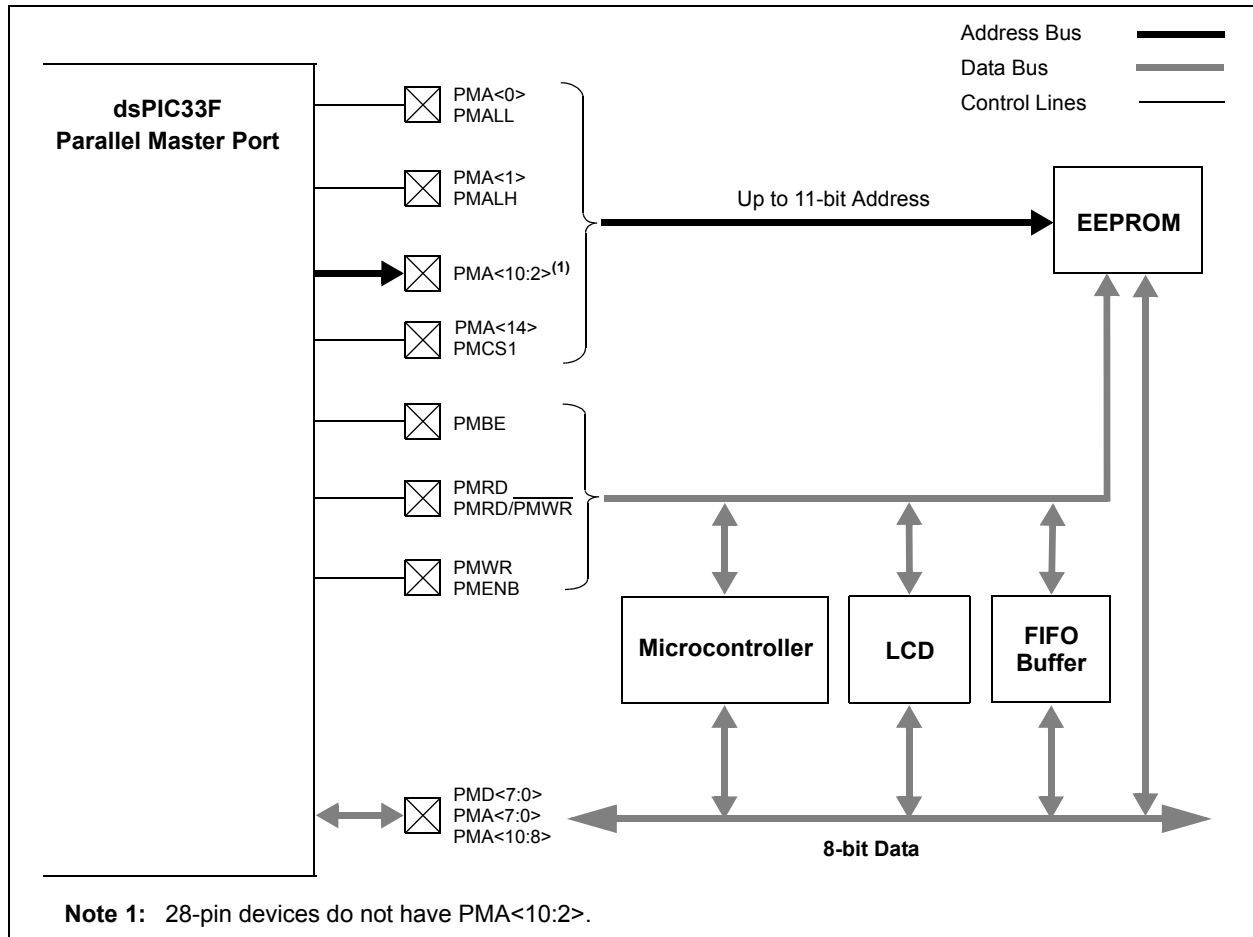 Address Bus
Data Bus
Control Lines
dsPIC33F
Parallel Master Port
PMA<0>
PMALL
PMA<1>
PMALH
PMA<10:2>(1)
PMA<14>
PMCS1
Up to 11-bit Address
EEPROM
PMBE
PMRD
PMRD/PMWR
PMWR
PMENB
Microcontroller
LCD
FIFO
Buffer
PMD<7:0>
PMA<7:0>
PMA<10:8>
8-bit Data
Note 1: 28-pin devices do not have PMA<10:2>.